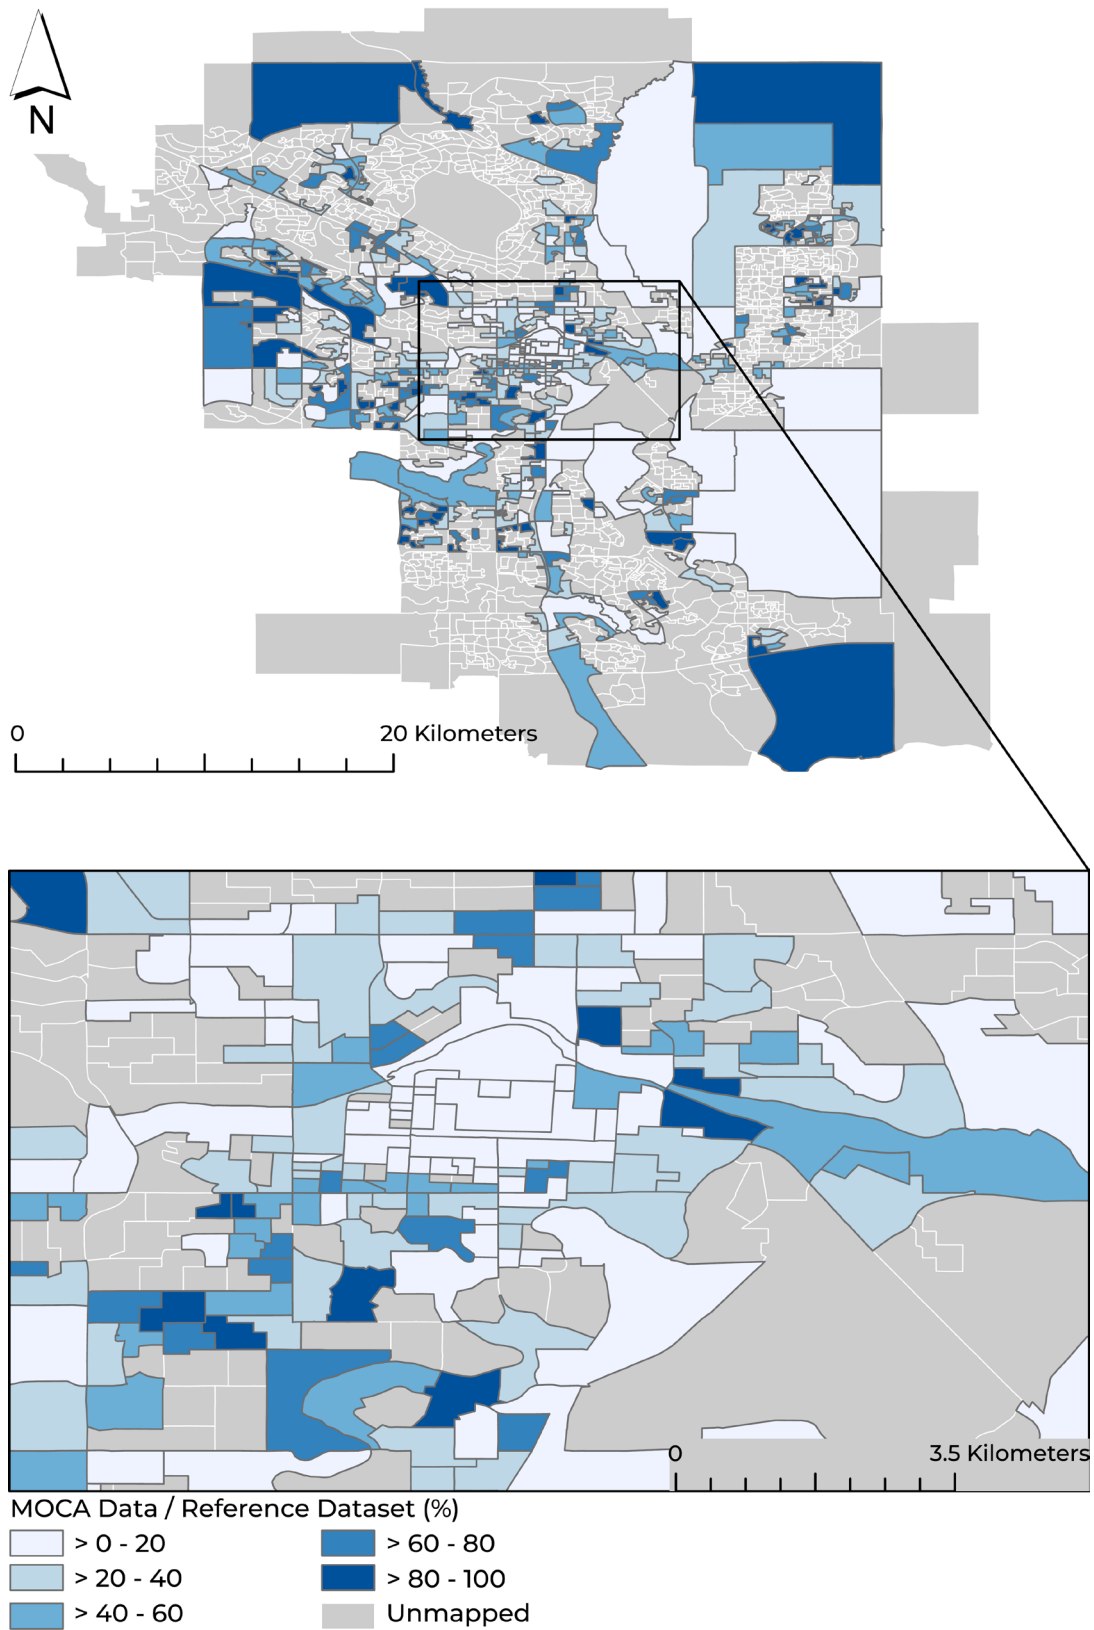 N
0 20 Kilometers
0 3.5 Kilometers
MOCA Data / Reference Dataset (%)
> 0 - 20 > 60 - 80
> 20 - 40 > 80 - 100
> 40 - 60 Unmapped